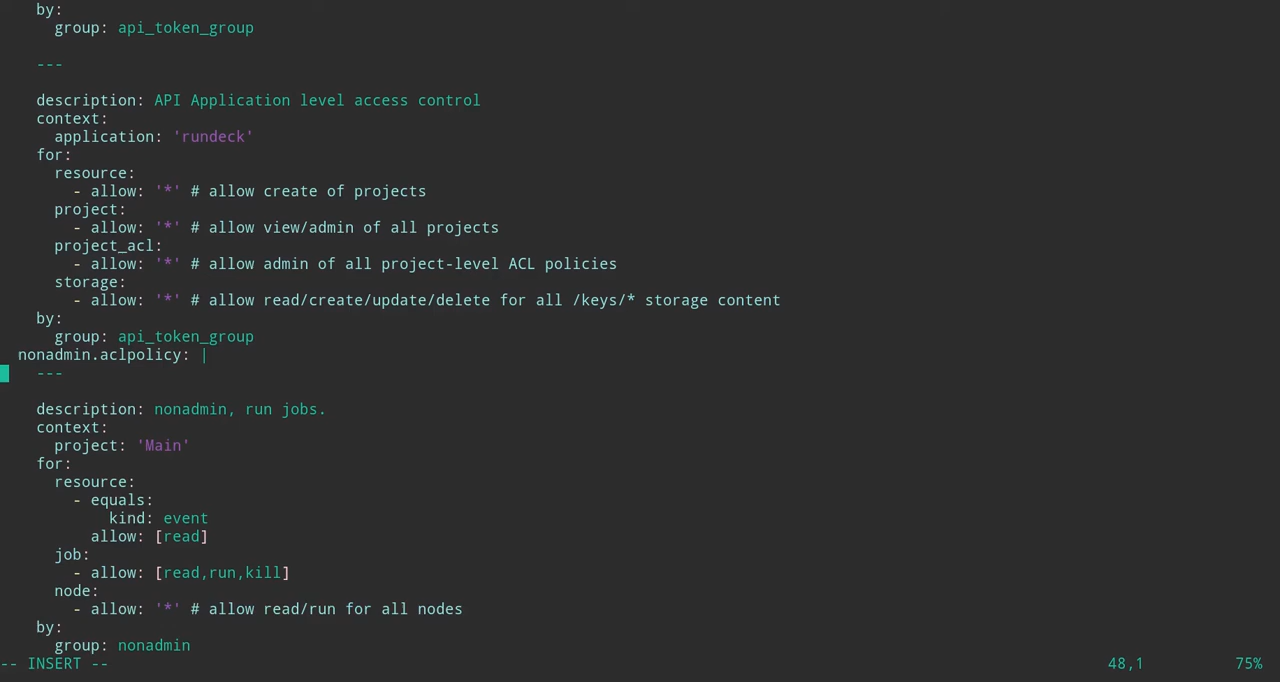 by:
      group: api_token_group

    ---

    description: API Application level access control
    context:
      application: 'rundeck'
    for:
      resource:
        - allow: '*' # allow create of projects
      project:
        - allow: '*' # allow view/admin of all projects
      project_acl:
        - allow: '*' # allow admin of all project-level ACL policies
      storage:
        - allow: '*' # allow read/create/update/delete for all /keys/* storage content
    by:
      group: api_token_group
  nonadmin.aclpolicy: |
    ---

    description: nonadmin, run jobs.
    context:
      project: 'Main'
    for:
      resource:
        - equals:
            kind: event
          allow: [read]
      job:
        - allow: [read,run,kill]
      node:
        - allow: '*' # allow read/run for all nodes
    by:
      group: nonadmin
-- INSERT -- 48,1 75%